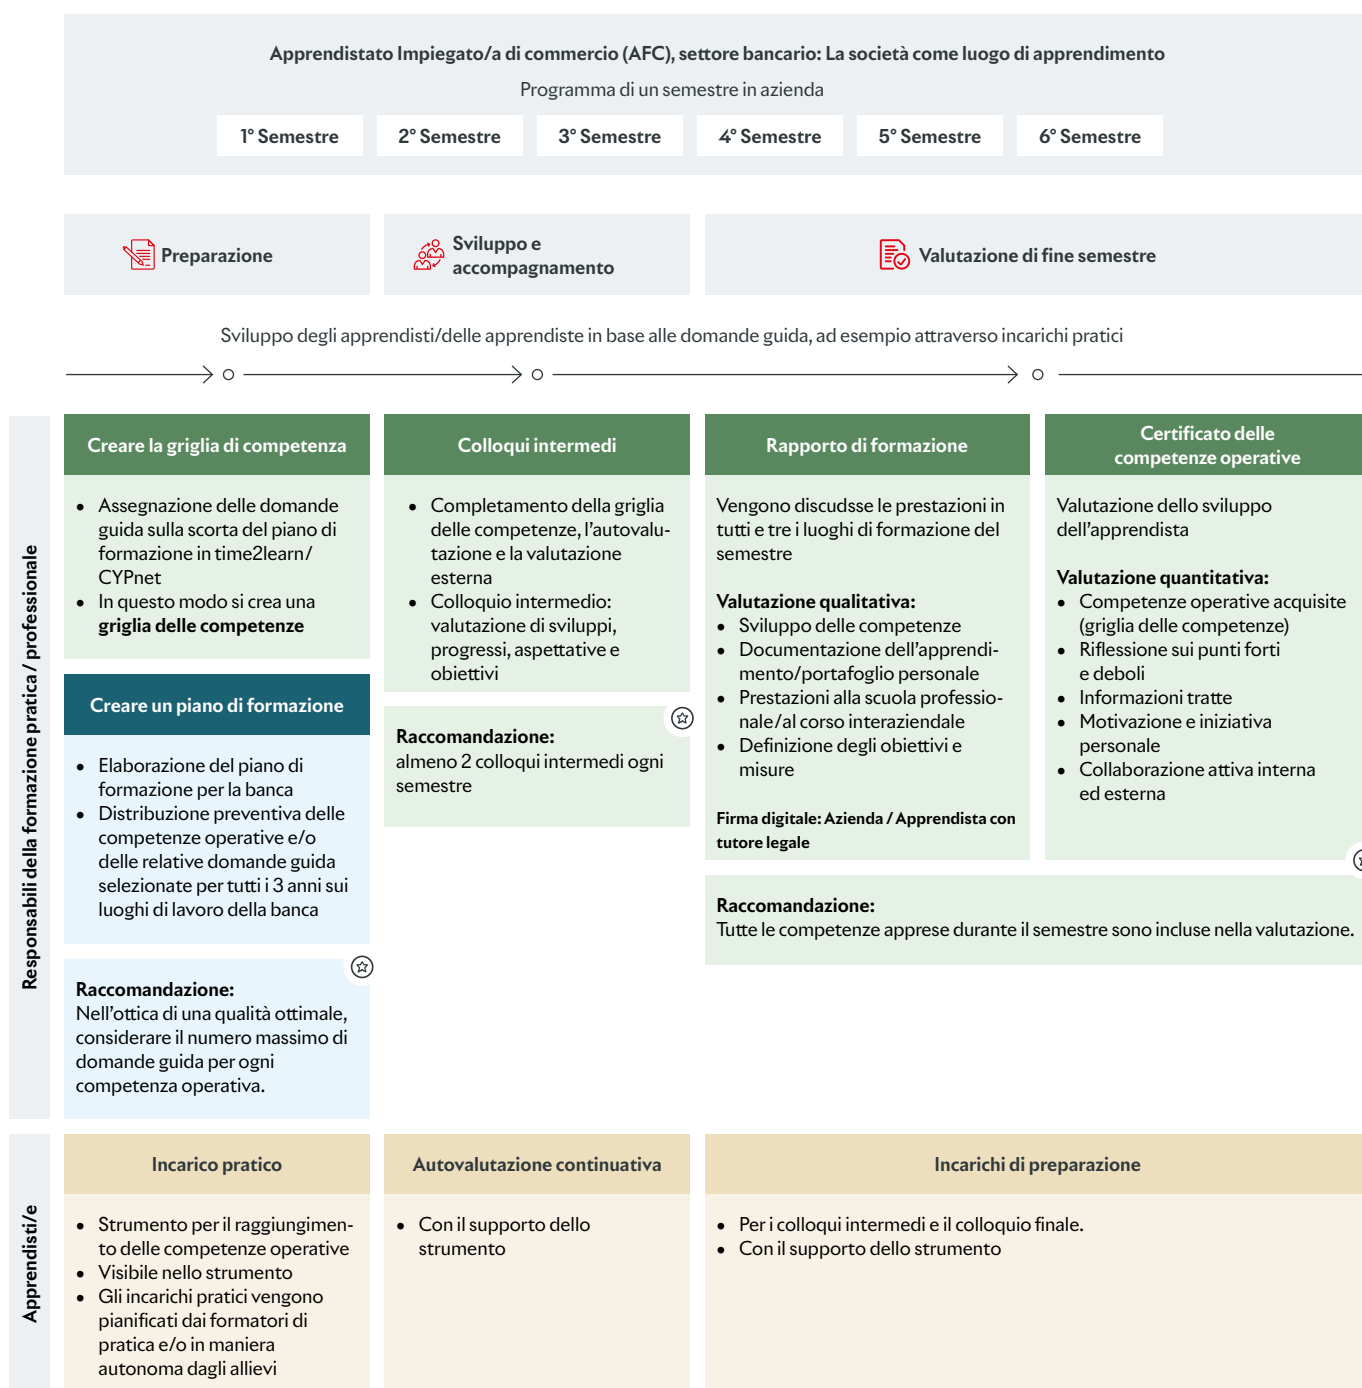 Apprendistato Impiegato/a di commercio (AFC), settore bancario: La società come luogo di apprendimento
Programma di un semestre in azienda
1° Semestre
2° Semestre
3° Semestre
4° Semestre
5° Semestre
6° Semestre
Preparazione
Sviluppo e
accompagnamento
Valutazione di fine semestre
Sviluppo degli apprendisti/delle apprendiste in base alle domande guida, ad esempio attraverso incarichi pratici
Responsabili della formazione pratica / professionale
Creare la griglia di competenza
• Assegnazione delle domande
guida sulla scorta del piano di
formazione in time2learn/
CYPnet
• In questo modo si crea una
griglia delle competenze
Creare un piano di formazione
• Elaborazione del piano di
formazione per la banca
• Distribuzione preventiva delle
competenze operative e/o
delle relative domande guida
selezionate per tutti i 3 anni sui
luoghi di lavoro della banca
Raccomandazione:
Nell’ottica di una qualità ottimale,
considerare il numero massimo di
domande guida per ogni
competenza operativa.
Colloqui intermedi
• Completamento della griglia
delle competenze, l’autovalu-
tazione e la valutazione
esterna
• Colloquio intermedio:
valutazione di sviluppi,
progressi, aspettative e
obiettivi
Raccomandazione:
almeno 2 colloqui intermedi ogni
semestre
Rapporto di formazione
Vengono discudsse le prestazioni in
tutti e tre i luoghi di formazione del
semestre
Valutazione qualitativa:
• Sviluppo delle competenze
• Documentazione dell’apprendi-
mento/portafoglio personale
• Prestazioni alla scuola professio-
nale/al corso interaziendale
• Definizione degli obiettivi e
misure
Firma digitale: Azienda / Apprendista con
tutore legale
Certificato delle
competenze operative
Valutazione dello sviluppo
dell’apprendista
Valutazione quantitativa:
• Competenze operative acquisite
(griglia delle competenze)
• Riflessione sui punti forti
e deboli
• Informazioni tratte
• Motivazione e iniziativa
personale
• Collaborazione attiva interna
ed esterna
Raccomandazione:
Tutte le competenze apprese durante il semestre sono incluse nella valutazione.
Apprendisti/e
Incarico pratico
• Strumento per il raggiungimen-
to delle competenze operative
• Visibile nello strumento
• Gli incarichi pratici vengono
pianificati dai formatori di
pratica e/o in maniera
autonoma dagli allievi
Autovalutazione continuativa
• Con il supporto dello
strumento
Incarichi di preparazione
• Per i colloqui intermedi e il colloquio finale.
• Con il supporto dello strumento